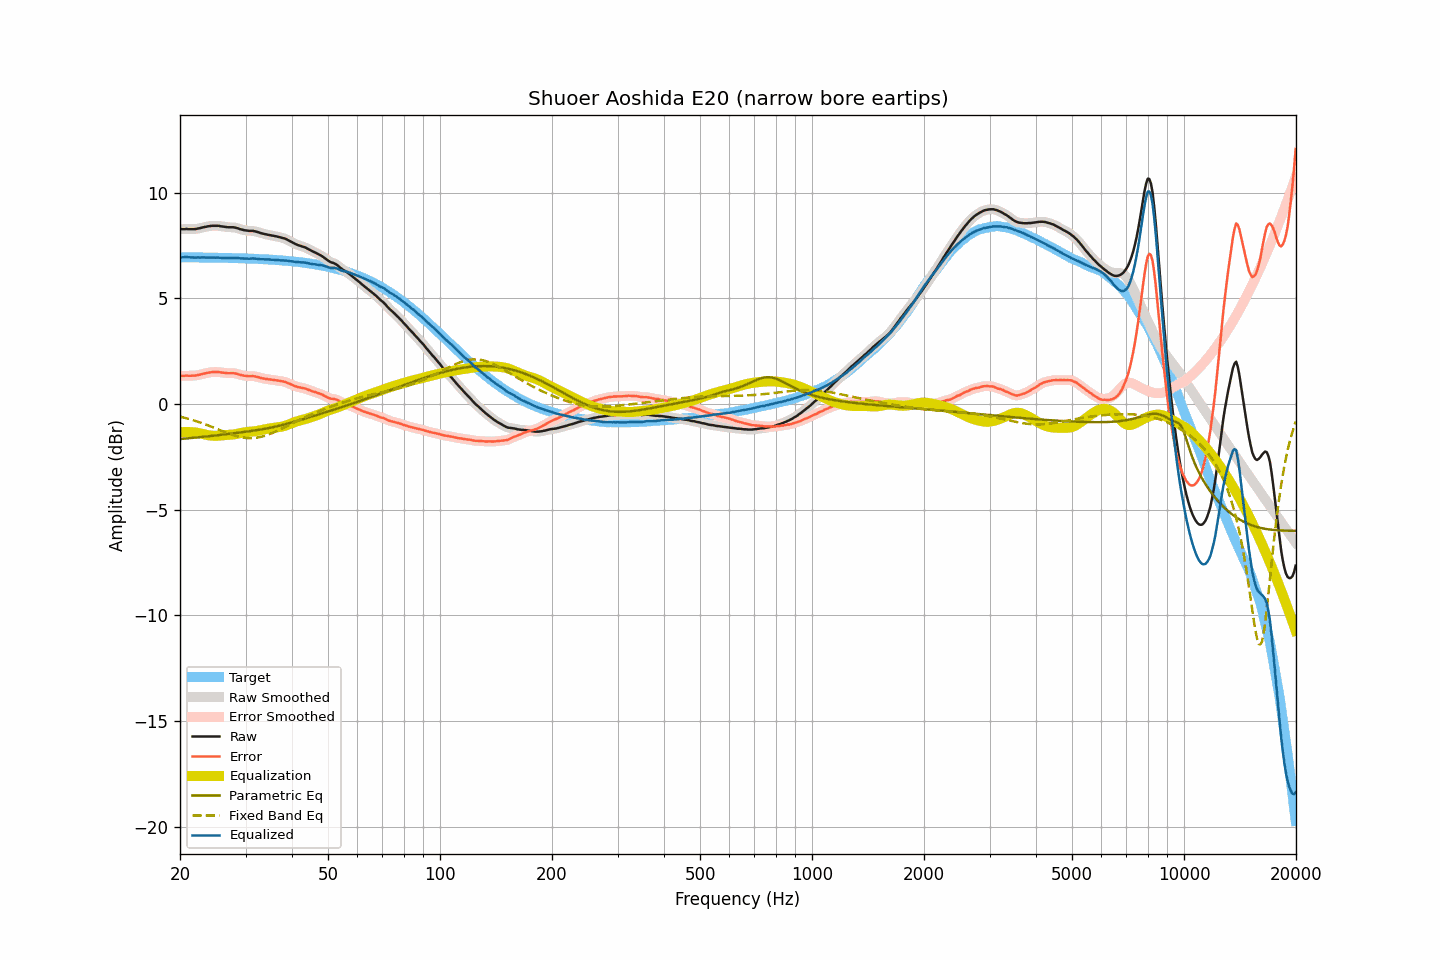 Shuoer Aoshida E20 (narrow bore eartips)
Amplitude (dBr)
10
5
0
−5
−10
−15
−20
Target
Raw Smoothed
Error Smoothed
Raw
Error
Equalization
Parametric Eq
Fixed Band Eq
Equalized
20 50 100 200 500 1000 2000 5000 10000 20000
Frequency (Hz)